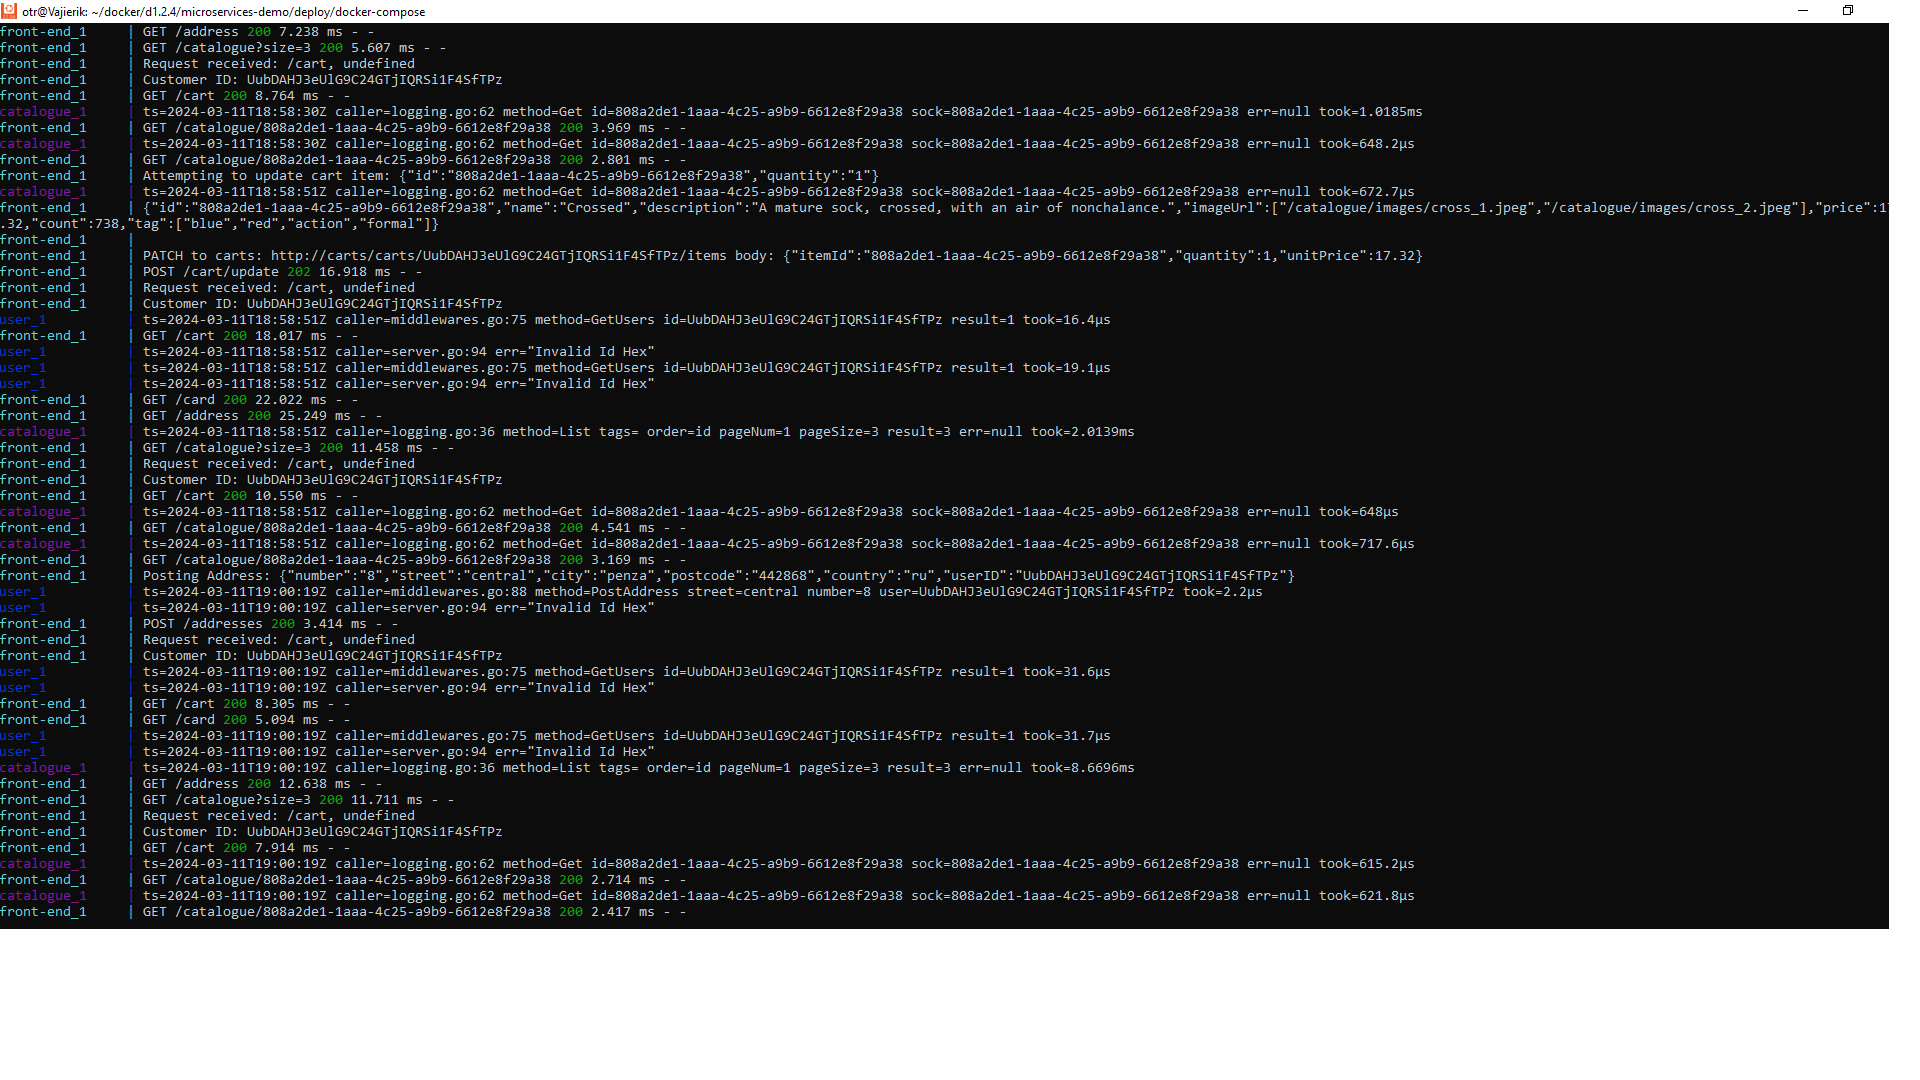 otr@Vajierik: ~/docker/d1.2.4/microservices-demo/deploy/docker-compose
front-end_1 | GET /address 200 7.238 ms - -
front-end_1 | GET /catalogue?size=3 200 5.607 ms - -
front-end_1 | Request received: /cart, undefined
front-end_1 | Customer ID: UubDAHJ3eUlG9C24GTjIQRSi1F4SfTPz
front-end_1 | GET /cart 200 8.764 ms - -
catalogue_1 | ts=2024-03-11T18:58:30Z caller=logging.go:62 method=Get id=808a2de1-1aaa-4c25-a9b9-6612e8f29a38 sock=808a2de1-1aaa-4c25-a9b9-6612e8f29a38 err=null took=1.0185ms
front-end_1 | GET /catalogue/808a2de1-1aaa-4c25-a9b9-6612e8f29a38 200 3.969 ms - -
catalogue_1 | ts=2024-03-11T18:58:30Z caller=logging.go:62 method=Get id=808a2de1-1aaa-4c25-a9b9-6612e8f29a38 sock=808a2de1-1aaa-4c25-a9b9-6612e8f29a38 err=null took=648.2µs
front-end_1 | GET /catalogue/808a2de1-1aaa-4c25-a9b9-6612e8f29a38 200 2.801 ms - -
front-end_1 | Attempting to update cart item: {"id":"808a2de1-1aaa-4c25-a9b9-6612e8f29a38","quantity":"1"}
catalogue_1 | ts=2024-03-11T18:58:51Z caller=logging.go:62 method=Get id=808a2de1-1aaa-4c25-a9b9-6612e8f29a38 sock=808a2de1-1aaa-4c25-a9b9-6612e8f29a38 err=null took=672.7µs
front-end_1 | {"id":"808a2de1-1aaa-4c25-a9b9-6612e8f29a38","name":"Crossed","description":"A mature sock, crossed, with an air of nonchalance.","imageUrl":["/catalogue/images/cross_1.jpeg","/catalogue/images/cross_2.jpeg"],"price":17
.32,"count":738,"tag":["blue","red","action","formal"]}
front-end_1 |
front-end_1 | PATCH to carts: http://carts/carts/UubDAHJ3eUlG9C24GTjIQRSi1F4SfTPz/items body: {"itemId":"808a2de1-1aaa-4c25-a9b9-6612e8f29a38","quantity":1,"unitPrice":17.32}
front-end_1 | POST /cart/update 202 16.918 ms - -
front-end_1 | Request received: /cart, undefined
front-end_1 | Customer ID: UubDAHJ3eUlG9C24GTjIQRSi1F4SfTPz
user_1 | ts=2024-03-11T18:58:51Z caller=middlewares.go:75 method=GetUsers id=UubDAHJ3eUlG9C24GTjIQRSi1F4SfTPz result=1 took=16.4µs
front-end_1 | GET /cart 200 18.017 ms - -
user_1 | ts=2024-03-11T18:58:51Z caller=server.go:94 err="Invalid Id Hex"
user_1 | ts=2024-03-11T18:58:51Z caller=middlewares.go:75 method=GetUsers id=UubDAHJ3eUlG9C24GTjIQRSi1F4SfTPz result=1 took=19.1µs
user_1 | ts=2024-03-11T18:58:51Z caller=server.go:94 err="Invalid Id Hex"
front-end_1 | GET /card 200 22.022 ms - -
front-end_1 | GET /address 200 25.249 ms - -
catalogue_1 | ts=2024-03-11T18:58:51Z caller=logging.go:36 method=List tags= order=id pageNum=1 pageSize=3 result=3 err=null took=2.0139ms
front-end_1 | GET /catalogue?size=3 200 11.458 ms - -
front-end_1 | Request received: /cart, undefined
front-end_1 | Customer ID: UubDAHJ3eUlG9C24GTjIQRSi1F4SfTPz
front-end_1 | GET /cart 200 10.550 ms - -
catalogue_1 | ts=2024-03-11T18:58:51Z caller=logging.go:62 method=Get id=808a2de1-1aaa-4c25-a9b9-6612e8f29a38 sock=808a2de1-1aaa-4c25-a9b9-6612e8f29a38 err=null took=648µs
front-end_1 | GET /catalogue/808a2de1-1aaa-4c25-a9b9-6612e8f29a38 200 4.541 ms - -
catalogue_1 | ts=2024-03-11T18:58:51Z caller=logging.go:62 method=Get id=808a2de1-1aaa-4c25-a9b9-6612e8f29a38 sock=808a2de1-1aaa-4c25-a9b9-6612e8f29a38 err=null took=717.6µs
front-end_1 | GET /catalogue/808a2de1-1aaa-4c25-a9b9-6612e8f29a38 200 3.169 ms - -
front-end_1 | Posting Address: {"number":"8","street":"central","city":"penza","postcode":"442868","country":"ru","userID":"UubDAHJ3eUlG9C24GTjIQRSi1F4SfTPz"}
user_1 | ts=2024-03-11T19:00:19Z caller=middlewares.go:88 method=PostAddress street=central number=8 user=UubDAHJ3eUlG9C24GTjIQRSi1F4SfTPz took=2.2µs
user_1 | ts=2024-03-11T19:00:19Z caller=server.go:94 err="Invalid Id Hex"
front-end_1 | POST /addresses 200 3.414 ms - -
front-end_1 | Request received: /cart, undefined
front-end_1 | Customer ID: UubDAHJ3eUlG9C24GTjIQRSi1F4SfTPz
user_1 | ts=2024-03-11T19:00:19Z caller=middlewares.go:75 method=GetUsers id=UubDAHJ3eUlG9C24GTjIQRSi1F4SfTPz result=1 took=31.6µs
user_1 | ts=2024-03-11T19:00:19Z caller=server.go:94 err="Invalid Id Hex"
front-end_1 | GET /cart 200 8.305 ms - -
front-end_1 | GET /card 200 5.094 ms - -
user_1 | ts=2024-03-11T19:00:19Z caller=middlewares.go:75 method=GetUsers id=UubDAHJ3eUlG9C24GTjIQRSi1F4SfTPz result=1 took=31.7µs
user_1 | ts=2024-03-11T19:00:19Z caller=server.go:94 err="Invalid Id Hex"
catalogue_1 | ts=2024-03-11T19:00:19Z caller=logging.go:36 method=List tags= order=id pageNum=1 pageSize=3 result=3 err=null took=8.6696ms
front-end_1 | GET /address 200 12.638 ms - -
front-end_1 | GET /catalogue?size=3 200 11.711 ms - -
front-end_1 | Request received: /cart, undefined
front-end_1 | Customer ID: UubDAHJ3eUlG9C24GTjIQRSi1F4SfTPz
front-end_1 | GET /cart 200 7.914 ms - -
catalogue_1 | ts=2024-03-11T19:00:19Z caller=logging.go:62 method=Get id=808a2de1-1aaa-4c25-a9b9-6612e8f29a38 sock=808a2de1-1aaa-4c25-a9b9-6612e8f29a38 err=null took=615.2µs
front-end_1 | GET /catalogue/808a2de1-1aaa-4c25-a9b9-6612e8f29a38 200 2.714 ms - -
catalogue_1 | ts=2024-03-11T19:00:19Z caller=logging.go:62 method=Get id=808a2de1-1aaa-4c25-a9b9-6612e8f29a38 sock=808a2de1-1aaa-4c25-a9b9-6612e8f29a38 err=null took=621.8µs
front-end_1 | GET /catalogue/808a2de1-1aaa-4c25-a9b9-6612e8f29a38 200 2.417 ms - -